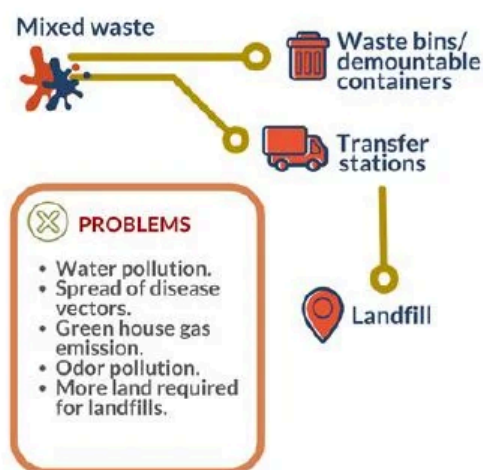 Mixed waste
Waste bins/
demountable
containers
Transfer
stations
Landfill
PROBLEMS
• Water pollution.
• Spread of disease
vectors.
• Green house gas
emission.
• Odor pollution.
• More land required
for landfills.